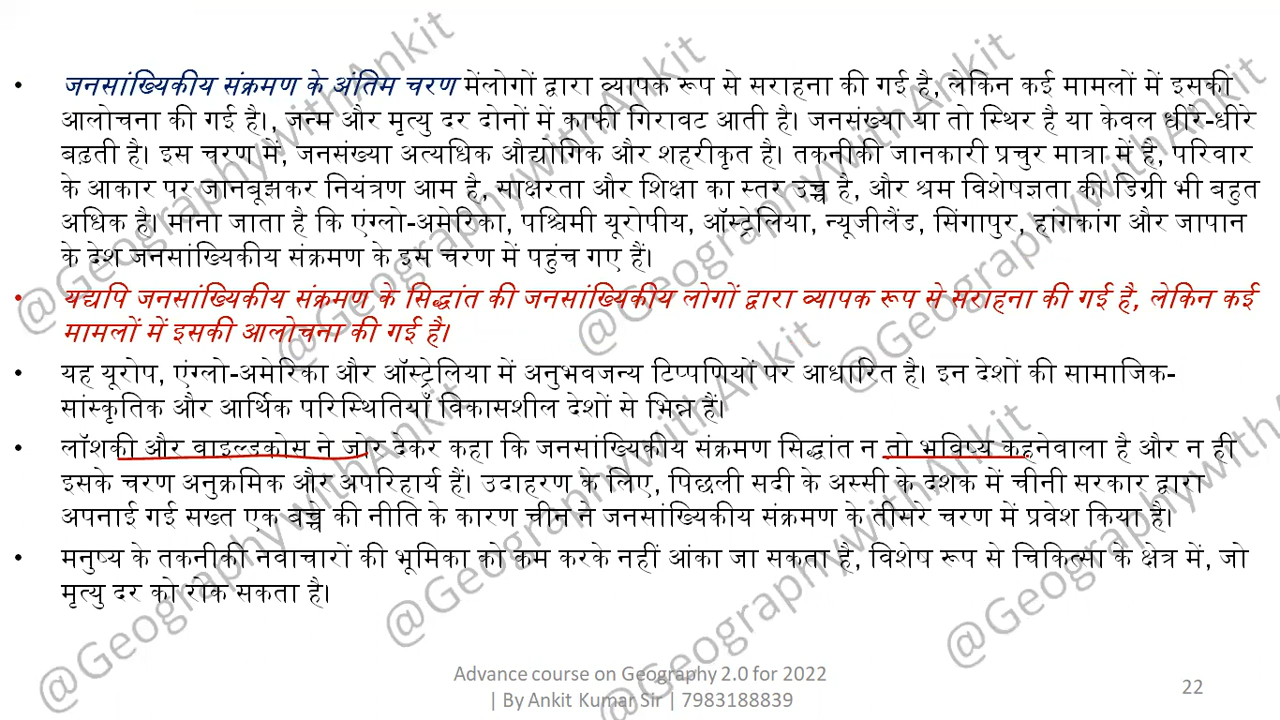 • जनसांख्यिकीय संक्रमण के अंतिम चरण मेंलोगों द्वारा व्यापक रूप से सराहना की गई है, लेकिन कई मामलों में इसकी
आलोचना की गई है।, जन्म और मृत्यु दर दोनों में काफी गिरावट आती है। जनसंख्या या तो स्थिर है या केवल धीरे-धीरे
बढ़ती है। इस चरण में, जनसंख्या अत्यधिक औद्योगिक और शहरीकृत है। तकनीकी जानकारी प्रचुर मात्रा में है, परिवार
के आकार पर जानबूझकर नियंत्रण आम है, साक्षरता और शिक्षा का स्तर उच्च है, और श्रम विशेषज्ञता की डिग्री भी बहुत
अधिक है। माना जाता है कि एंग्लो-अमेरिका, पश्चिमी यूरोपीय, ऑस्ट्रेलिया, न्यूजीलैंड, सिंगापुर, हांगकांग और जापान
के देश जनसांख्यिकीय संक्रमण के इस चरण में पहुंच गए हैं।
• यद्यपि जनसांख्यिकीय संक्रमण के सिद्धांत की जनसांख्यिकीय लोगों द्वारा व्यापक रूप से सराहना की गई है, लेकिन कई
मामलों में इसकी आलोचना की गई है।
• यह यूरोप, एंग्लो-अमेरिका और ऑस्ट्रेलिया में अनुभवजन्य टिप्पणियों पर आधारित है। इन देशों की सामाजिक-
सांस्कृतिक और आर्थिक परिस्थितियाँ विकासशील देशों से भिन्न हैं।
• लॉशकी और वाइल्डकोस ने जोर देकर कहा कि जनसांख्यिकीय संक्रमण सिद्धांत न तो भविष्य कहनेवाला है और न ही
इसके चरण अनुक्रमिक और अपरिहार्य हैं। उदाहरण के लिए, पिछली सदी के अस्सी के दशक में चीनी सरकार द्वारा
अपनाई गई सख्त एक बच्चे की नीति के कारण चीन ने जनसांख्यिकीय संक्रमण के तीसरे चरण में प्रवेश किया है।
• मनुष्य के तकनीकी नवाचारों की भूमिका को कम करके नहीं आंका जा सकता है, विशेष रूप से चिकित्सा के क्षेत्र में, जो
मृत्यु दर को रोक सकता है।
@GeographywithAnkit
@GeographywithAnkit
@GeographywithAnkit
@GeographywithAnkit
@GeographywithAnkit
@GeographywithAnkit
Advance course on Geography 2.0 for 2022
| By Ankit Kumar Sir | 7983188839
22